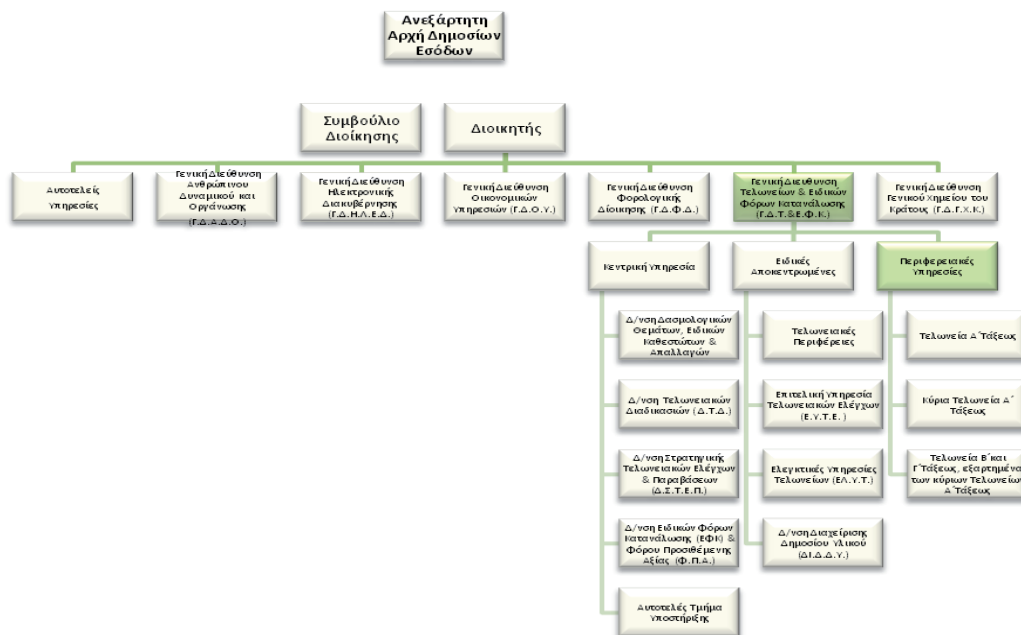 Ανεξάρτητη
Αρχή Δημοσίων
Εσόδων
Συμβούλιο
Διοίκησης
Διοικητής
Αυτοτελείς
Υπηρεσίες
Γενική Διεύθυνση
Ανθρώπινου
Δυναμικού και
Οργάνωσης
(Γ.Δ.Α.Δ.Ο.)
Γενική Διεύθυνση
Ηλεκτρονικής
Διακυβέρνησης
(Γ.Δ.Η.Λ.Ε.Δ.)
Γενική Διεύθυνση
Οικονομικών
Υπηρεσιών (Γ.Δ.Ο.Υ.)
Γενική Διεύθυνση
Φορολογικής
Δίοικησης (Γ.Δ.Φ.Δ.)
Γενική Διευθυνση
Τελωνείων & Ειδικών
Φόρων Κατανάλωσης
(Γ.Δ.Τ.&Ε.Φ.Κ.)
Γενική Διεύθυνση
Γενικού Χημείου του
Κράτους (Γ.Δ.Γ.Χ.Κ.)
Κεντρική Υπηρεσία
Ειδικές
Αποκεντρωμένες
Περιφερειακές
Υπηρεσίες
Δ/νση Δασμολογικών
Θεμάτων, Ειδικών
Καθεστώτων &
Απαλλαγών
Δ/νση Τελωνειακών
Διαδικασιών (Δ.Τ.Δ.)
Δ/νση Στρατηγικής
Τελωνειακών Ελέγχων
& Παραβάσεων
(Δ.Σ.Τ.Ε.Π.)
Δ/νση Ειδικών Φόρων
Κατανάλωσης (ΕΦΚ) &
Φόρου Προστιθέμενης
Αξίας (Φ.Π.Α.)
Αυτοτελές Τμήμα
Υποστήριξης
Τελωνειακές
Περιφέρειες
Επιτελική Υπηρεσία
Τελωνειακών Ελέγχων
(Ε.Υ.Τ.Ε.)
Ελεγκτικές Υπηρεσίες
Τελωνείων (ΕΛ.Υ.Τ.)
Δ/νση Διαχείρισης
Δημοσίου Υλικού
(ΔΙ.Δ.Δ.Υ.)
Τελωνεία Α΄Τάξεως
Κύρια Τελωνεία Α΄
Τάξεως
Τελωνεία Β΄και
Γ΄Τάξεως, εξαρτημένα
των κύριων Τελωνείων
Α΄Τάξεως